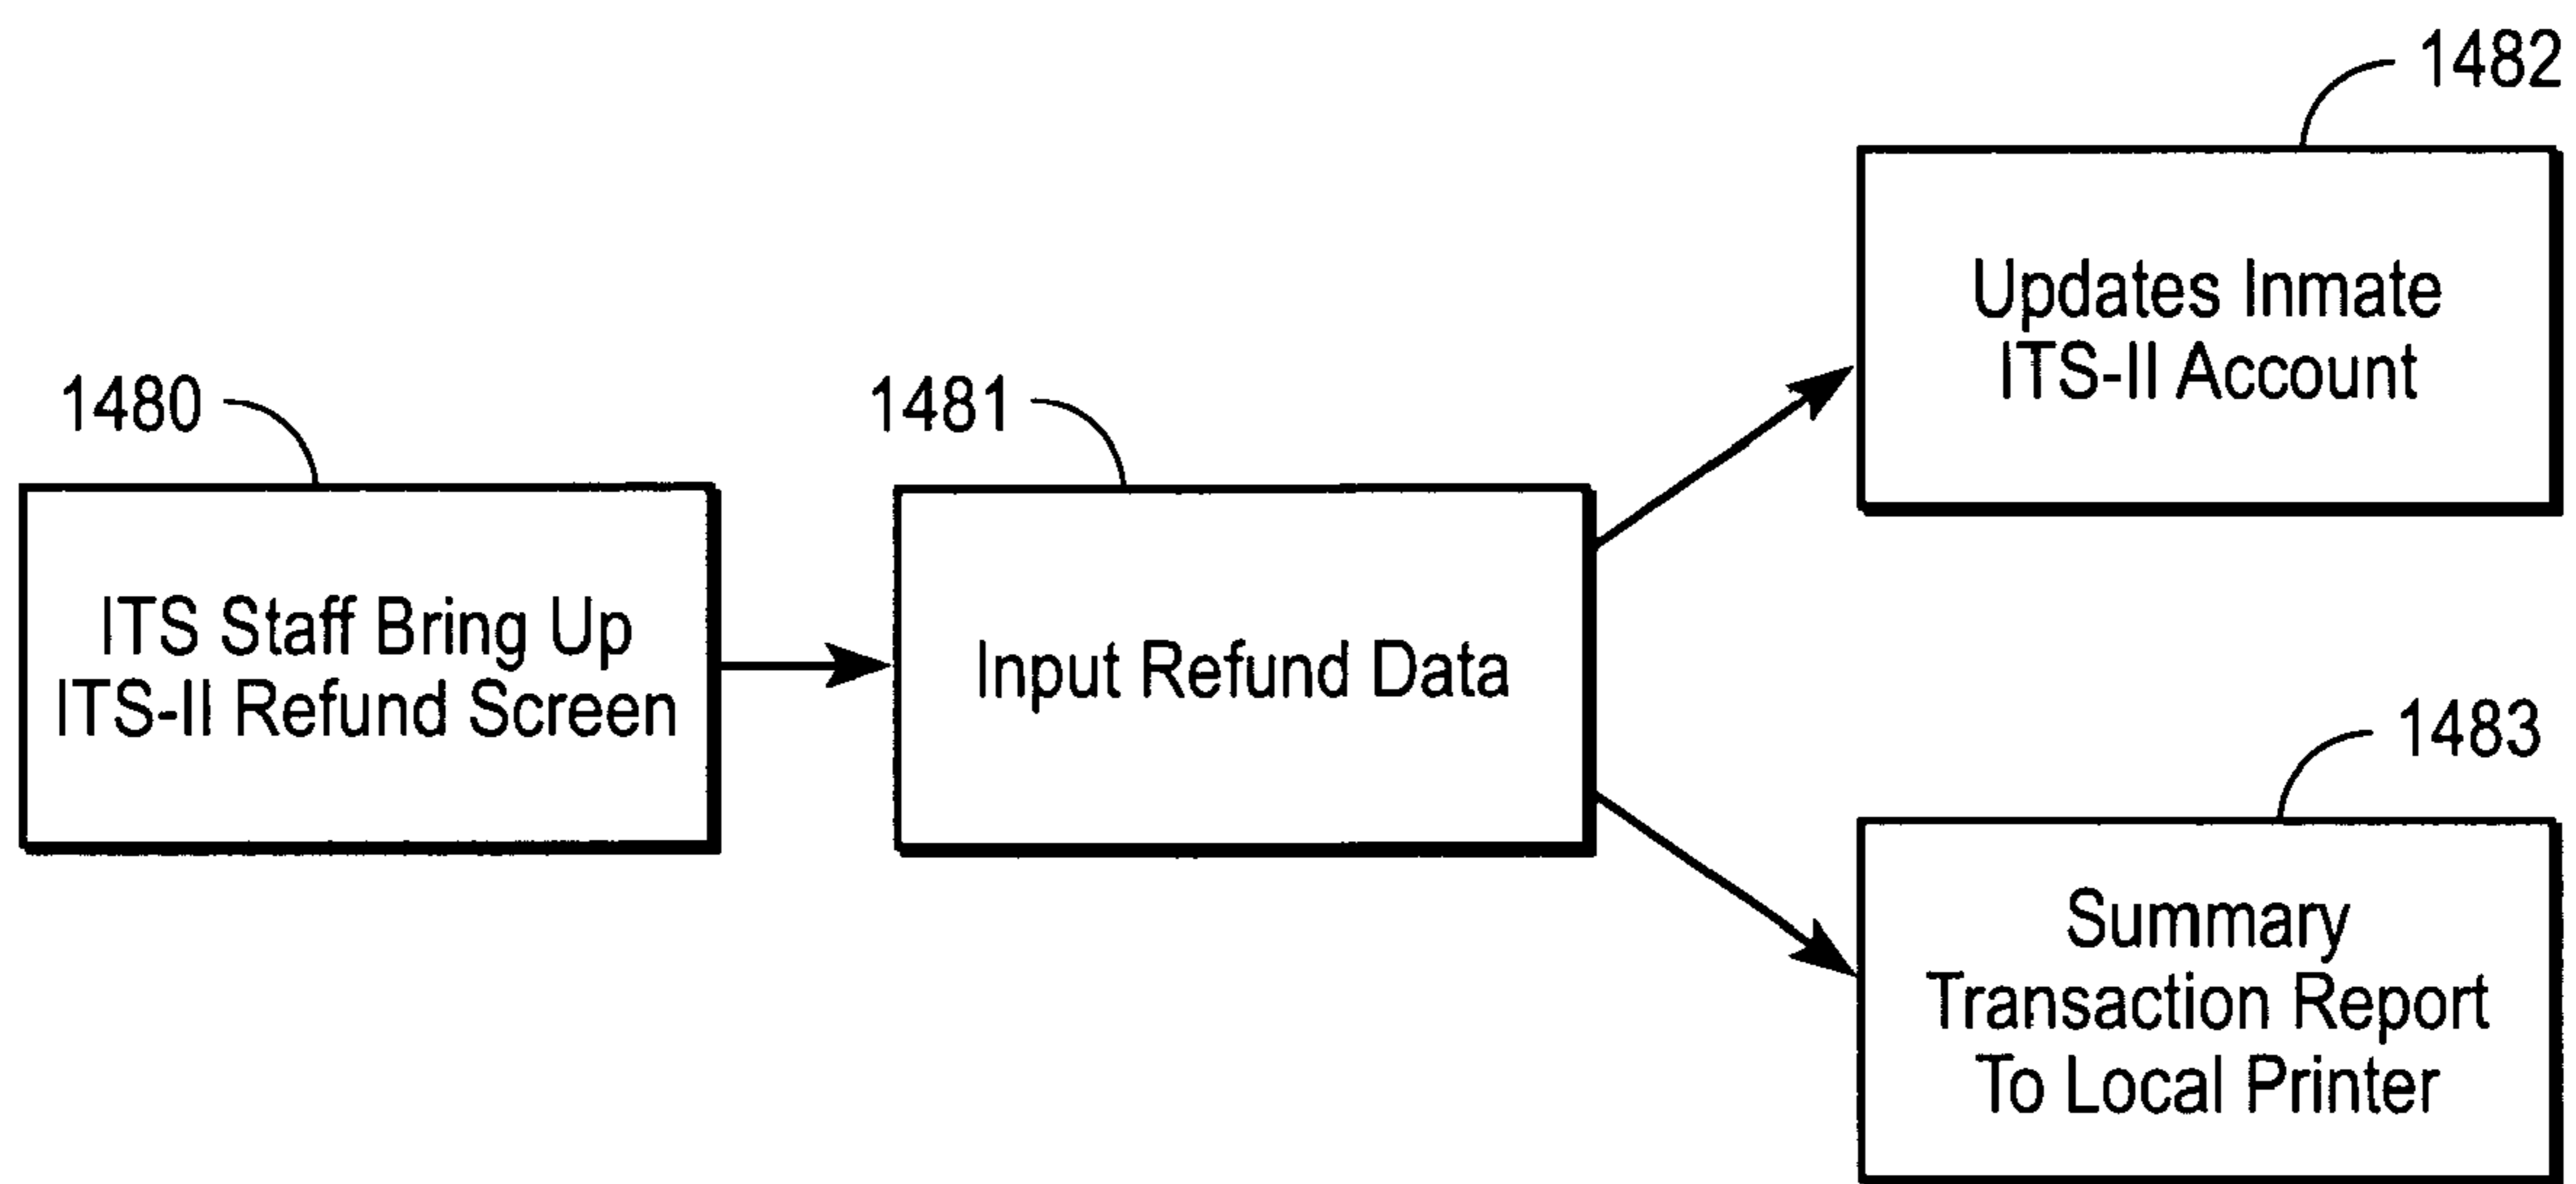 1480
ITS Staff Bring Up
ITS-II Refund Screen
1481
Input Refund Data
1482
Updates Inmate
ITS-II Account
1483
Summary
Transaction Report
To Local Printer